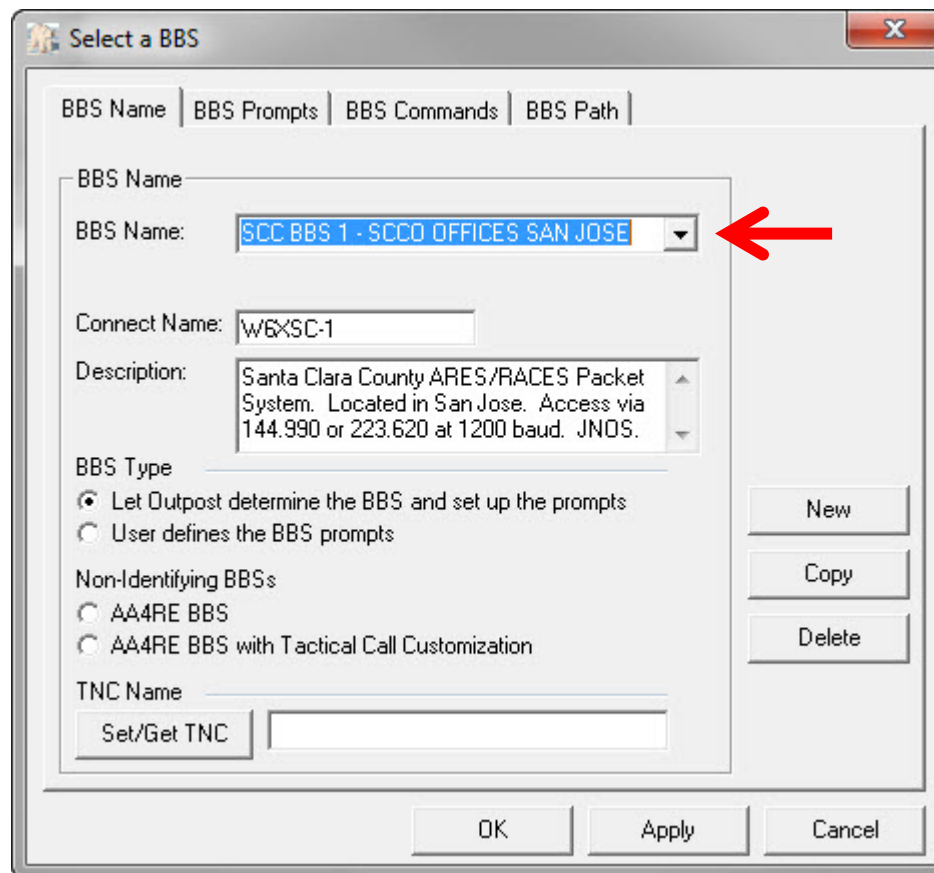 Select a BBS
BBS Name
BBS Prompts
BBS Commands
BBS Path
BBS Name
BBS Name: SCC BBS 1 - SCCO OFFICES SAN JOSE
Connect Name: W6XSC-1
Description: Santa Clara County ARES/RACES Packet
System. Located in San Jose. Access via
144.990 or 223.620 at 1200 baud. JNOS.
BBS Type
Let Outpost determine the BBS and set up the prompts
User defines the BBS prompts
Non-Identifying BBSs
AA4RE BBS
AA4RE BBS with Tactical Call Customization
TNC Name
Set/Get TNC
New
Copy
Delete
OK
Apply
Cancel